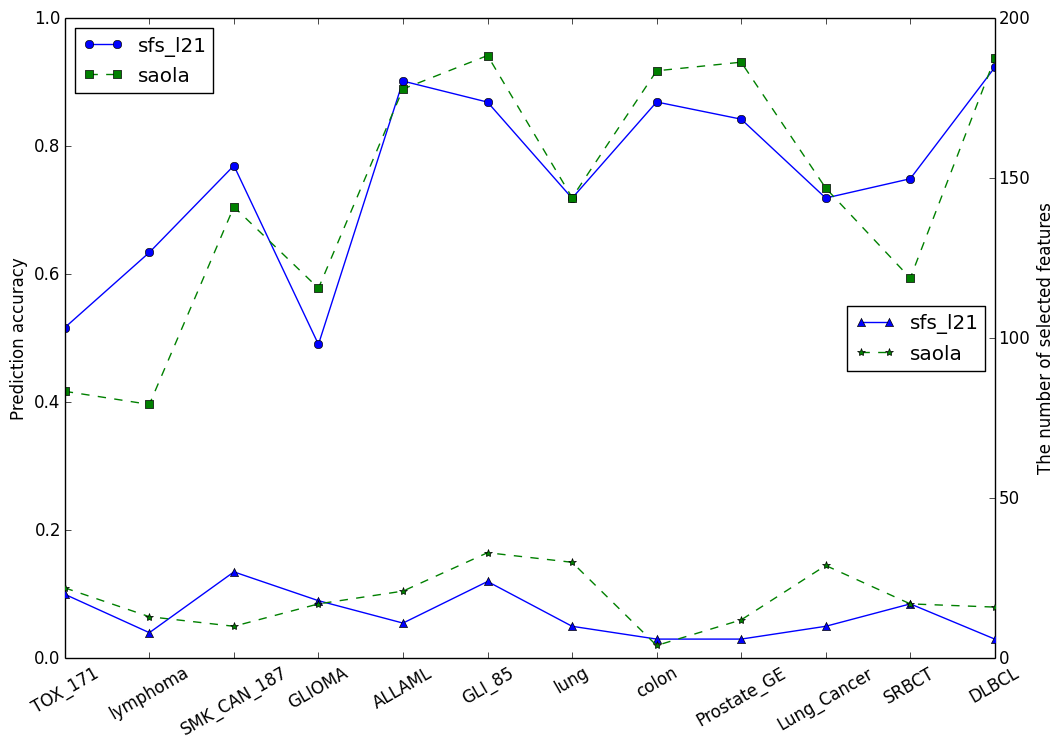 1.0
0.8
0.6
0.4
0.2
0.0
Prediction accuracy
sfs_l21
saola
200
150
100
50
0
The number of selected features
sfs_l21
saola
TOX_171
lymphoma
SMK_CAN_187
GLIOMA
ALLAML
GLI_85
lung
colon
Prostate_GE
Lung_Cancer
SRBCT
DLBCL